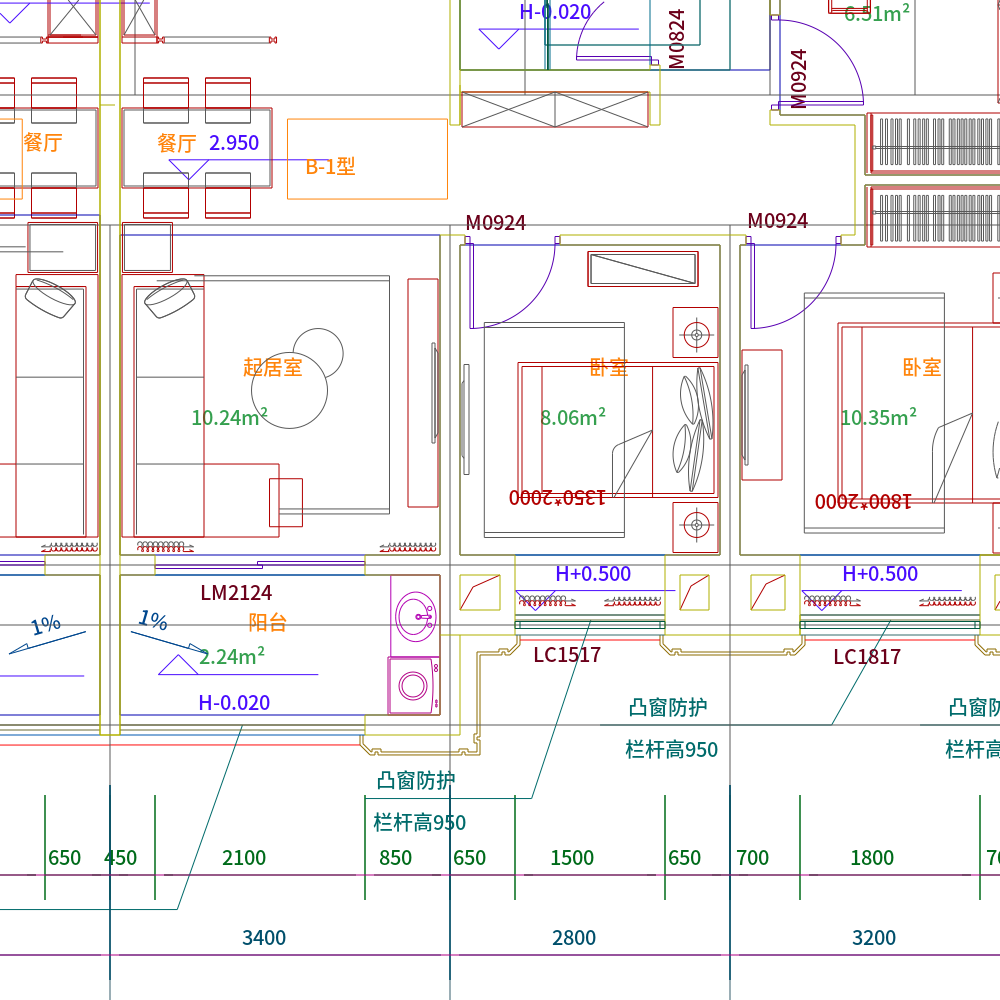 H-0.020
M0824
6.51m²
M0924
餐厅
餐厅
2.950
B-1型
M0924
M0924
起居室
10.24m²
卧室
8.06m²
卧室
10.35m²
1350*2000
1800*2000
H+0.500
H+0.500
LM2124
阳台
1%
1%
2.24m²
H-0.020
LC1517
LC1817
凸窗防护
栏杆高950
凸窗防护
栏杆高950
凸窗防
栏杆高
650
450
2100
850
650
1500
650
700
1800
3400
2800
3200